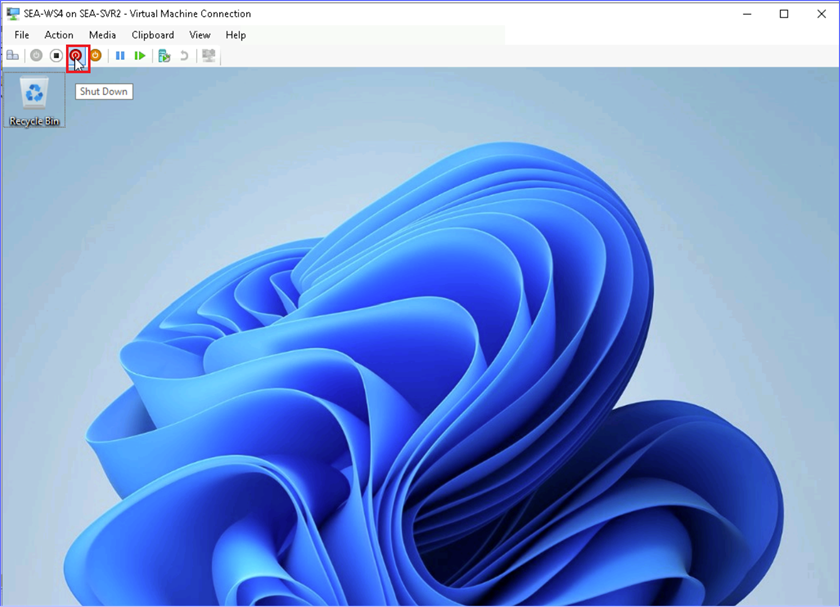 SEA-WS4 on SEA-SVR2 - Virtual Machine Connection
File Action Media Clipboard View Help
Shut Down
Recycle Bin